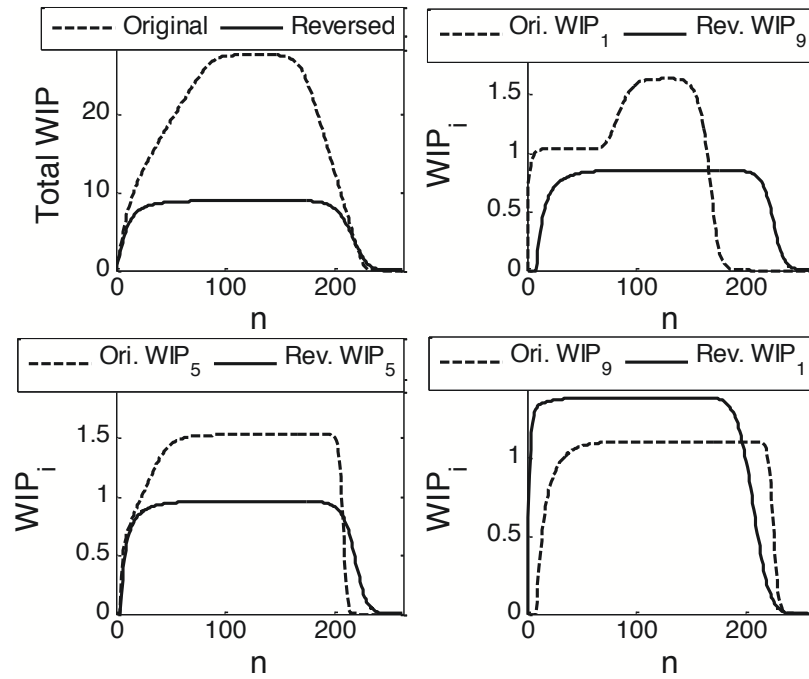 Original Reversed
Total WIP
20
10
0
0 100 200
n
Ori. WIP1 Rev. WIP9
WIPi
1.5
1
0.5
0
0 100 200
n
Ori. WIP5 Rev. WIP5
WIPi
1.5
1
0.5
0
0 100 200
n
Ori. WIP9 Rev. WIP1
WIPi
1
0.5
0
0 100 200
n